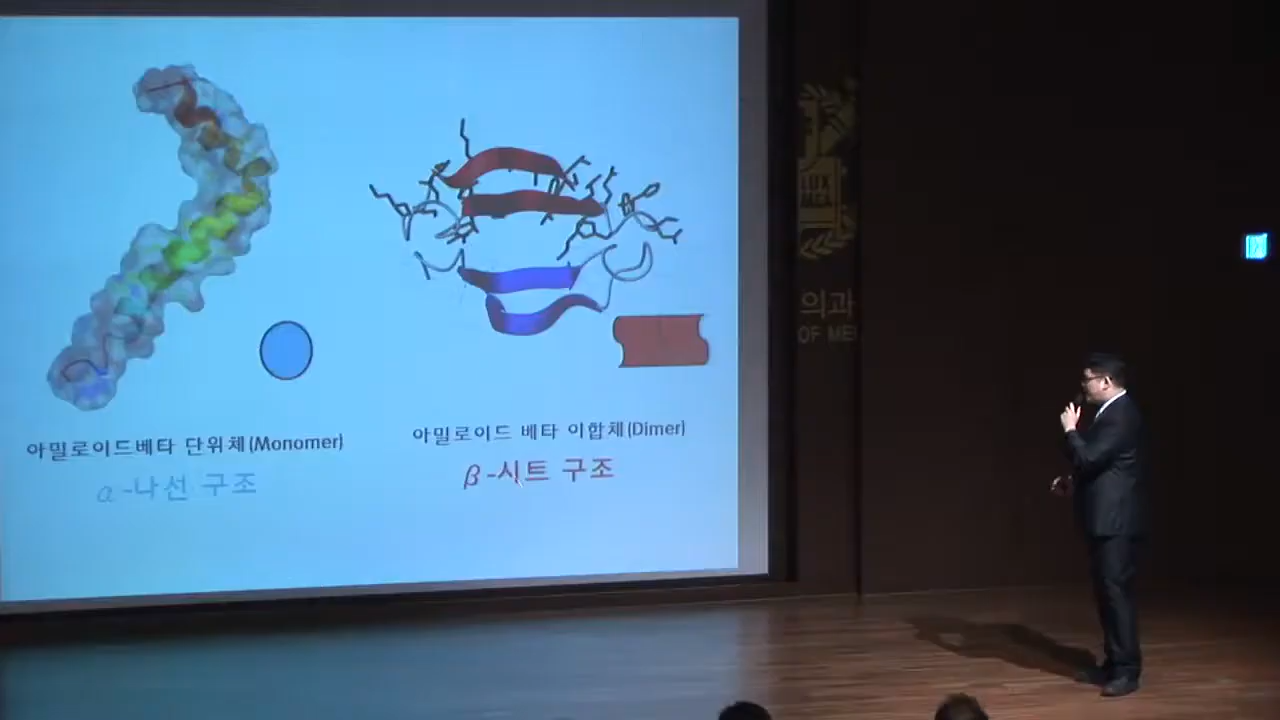 아밀로이드베타 단위체(Monomer)
α-나선 구조
아밀로이드 베타 이합체(Dimer)
β-시트 구조
LUX
의과
OF ME